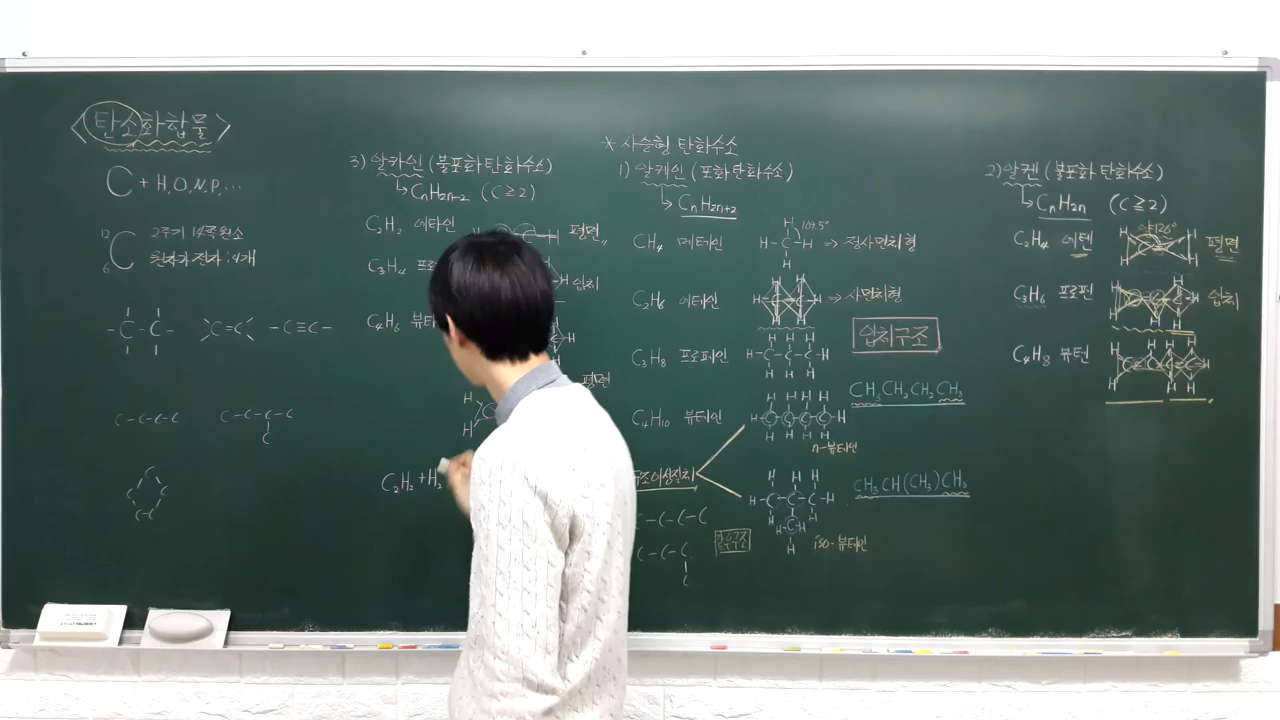 <탄소화합물>
C + H, O, N, P, ...
12
6 C 2주기 14족원소
원자가 전자 : 4개
- C - C -
C = C
- C ≡ C -
C - C - C - C
C - C - C - C
C
C
C C
C - C
3) 알카인 (불포화 탄화수소)
CnH2n-2 (C ≥ 2)
C2H2 에타인
평면
C3H4 프로
입체
C4H6 뷰타
평면
C2H2 + H2
* 사슬형 탄화수소
1) 알케인 (포화 탄화수소)
CnH2n+2
CH4 메테인
109.5°
H
H - C - H ⇒ 정사면체형
H
C2H6 에테인
⇒ 사면체형
입체구조
C3H8 프로페인
H H H
H - C - C - C - H
H H H
CH3CH2CH2CH3
C4H10 뷰테인
H H H H
H C C C C H
H H H H
n-뷰테인
구조이성질체
CH3CH(CH3)CH3
H H H
H - C - C - C - H
H H
H - C - H
H
iso-뷰테인
C - C - C - C
C - C - C
C
2) 알켄 (불포화 탄화수소)
CnH2n (C ≥ 2)
C2H4 에텐
약120°
평면
C3H6 프로펜
입체
C4H8 뷰텐